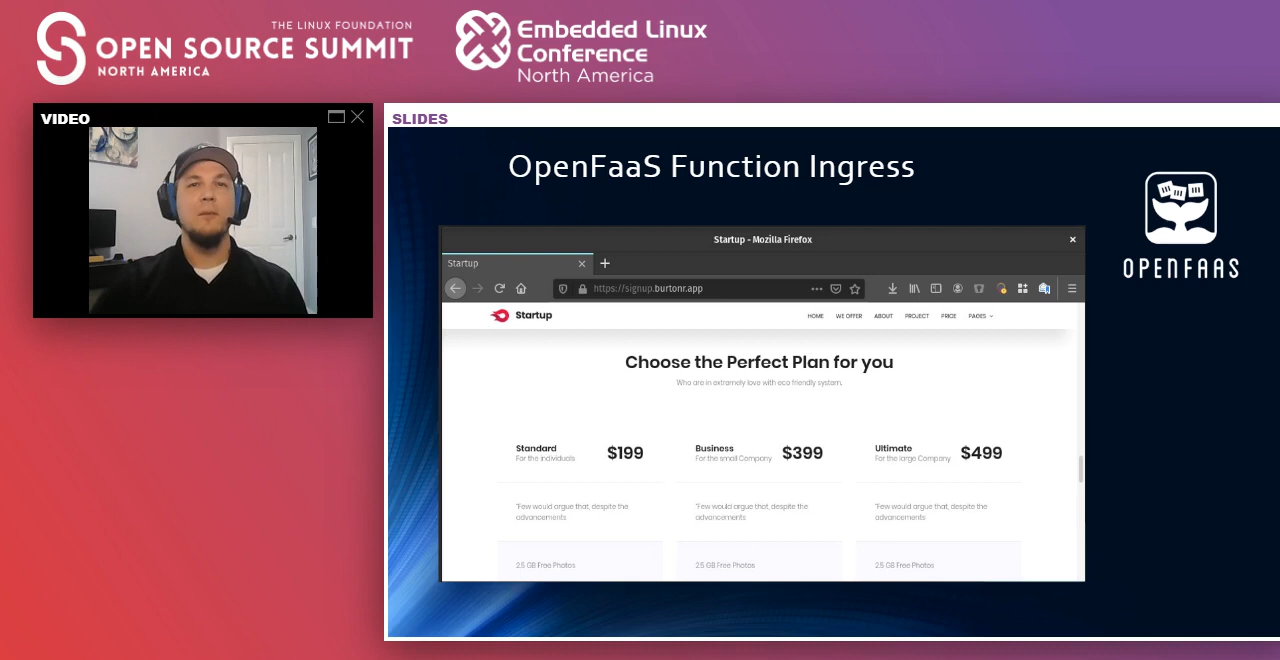 THE LINUX FOUNDATION
OPEN SOURCE SUMMIT
NORTH AMERICA
Embedded Linux
Conference
North America
VIDEO
SLIDES
OpenFaaS Function Ingress
OPENFAAS
Startup - Mozilla Firefox
Startup
https://signup.burtonr.app
Startup
HOME WE OFFER ABOUT PROJECT PRICE PAGES
Choose the Perfect Plan for you
Who are in extremely love with eco friendly system.
Standard
For the individuals
$199
Business
For the small Company
$399
Ultimate
For the large Company
$499
"Few would argue that, despite the
advancements
"Few would argue that, despite the
advancements
"Few would argue that, despite the
advancements
2.5 GB Free Photos
2.5 GB Free Photos
2.5 GB Free Photos